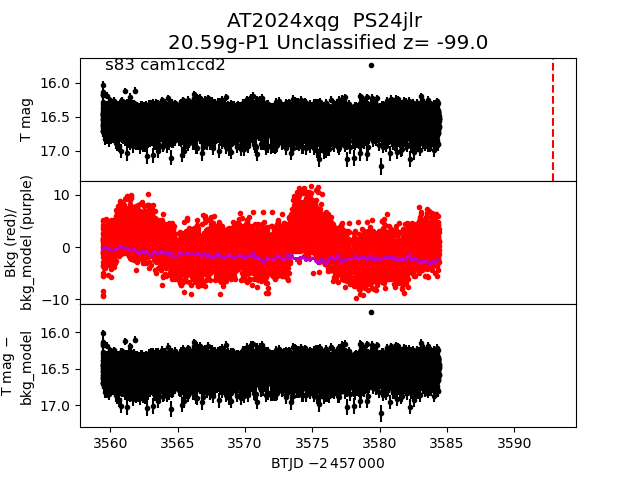 AT2024xqg  PS24jlr
20.59g-P1 Unclassified z= -99.0
s83 cam1ccd2
16.0
16.5
17.0
T mag
10
0
−10
Bkg (red)/
bkg_model (purple)
16.0
16.5
17.0
T mag −
bkg_model
3560 3565 3570 3575 3580 3585 3590
BTJD −2 457 000